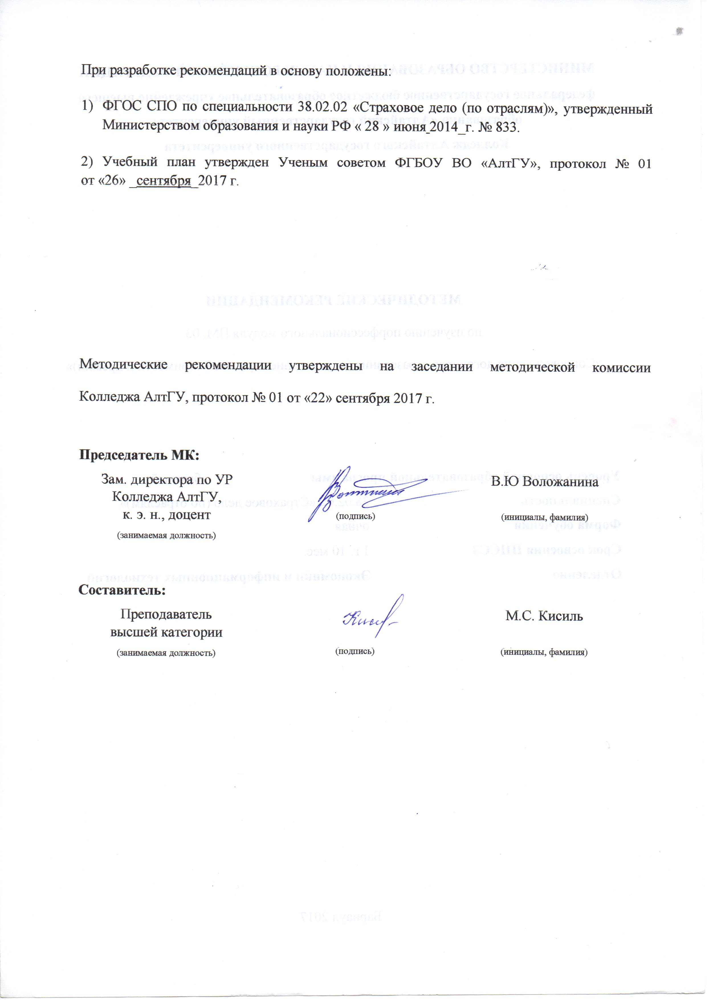 При разработке рекомендаций в основу положены:
1) ФГОС СПО по специальности 38.02.02 «Страховое дело (по отраслям)», утвержденный
Министерством образования и науки РФ « 28 » июня_2014_г. № 833.
2) Учебный план утвержден Ученым советом ФГБОУ ВО «АлтГУ», протокол № 01
от «26» _сентября_2017 г.
Методические рекомендации утверждены на заседании методической комиссии
Колледжа АлтГУ, протокол № 01 от «22» сентября 2017 г.
Председатель МК:
Зам. директора по УР
Колледжа АлтГУ,
к. э. н., доцент
(занимаемая должность)
(подпись)
В.Ю Воложанина
(инициалы, фамилия)
Составитель:
Преподаватель
высшей категории
(занимаемая должность)
(подпись)
М.С. Кисиль
(инициалы, фамилия)